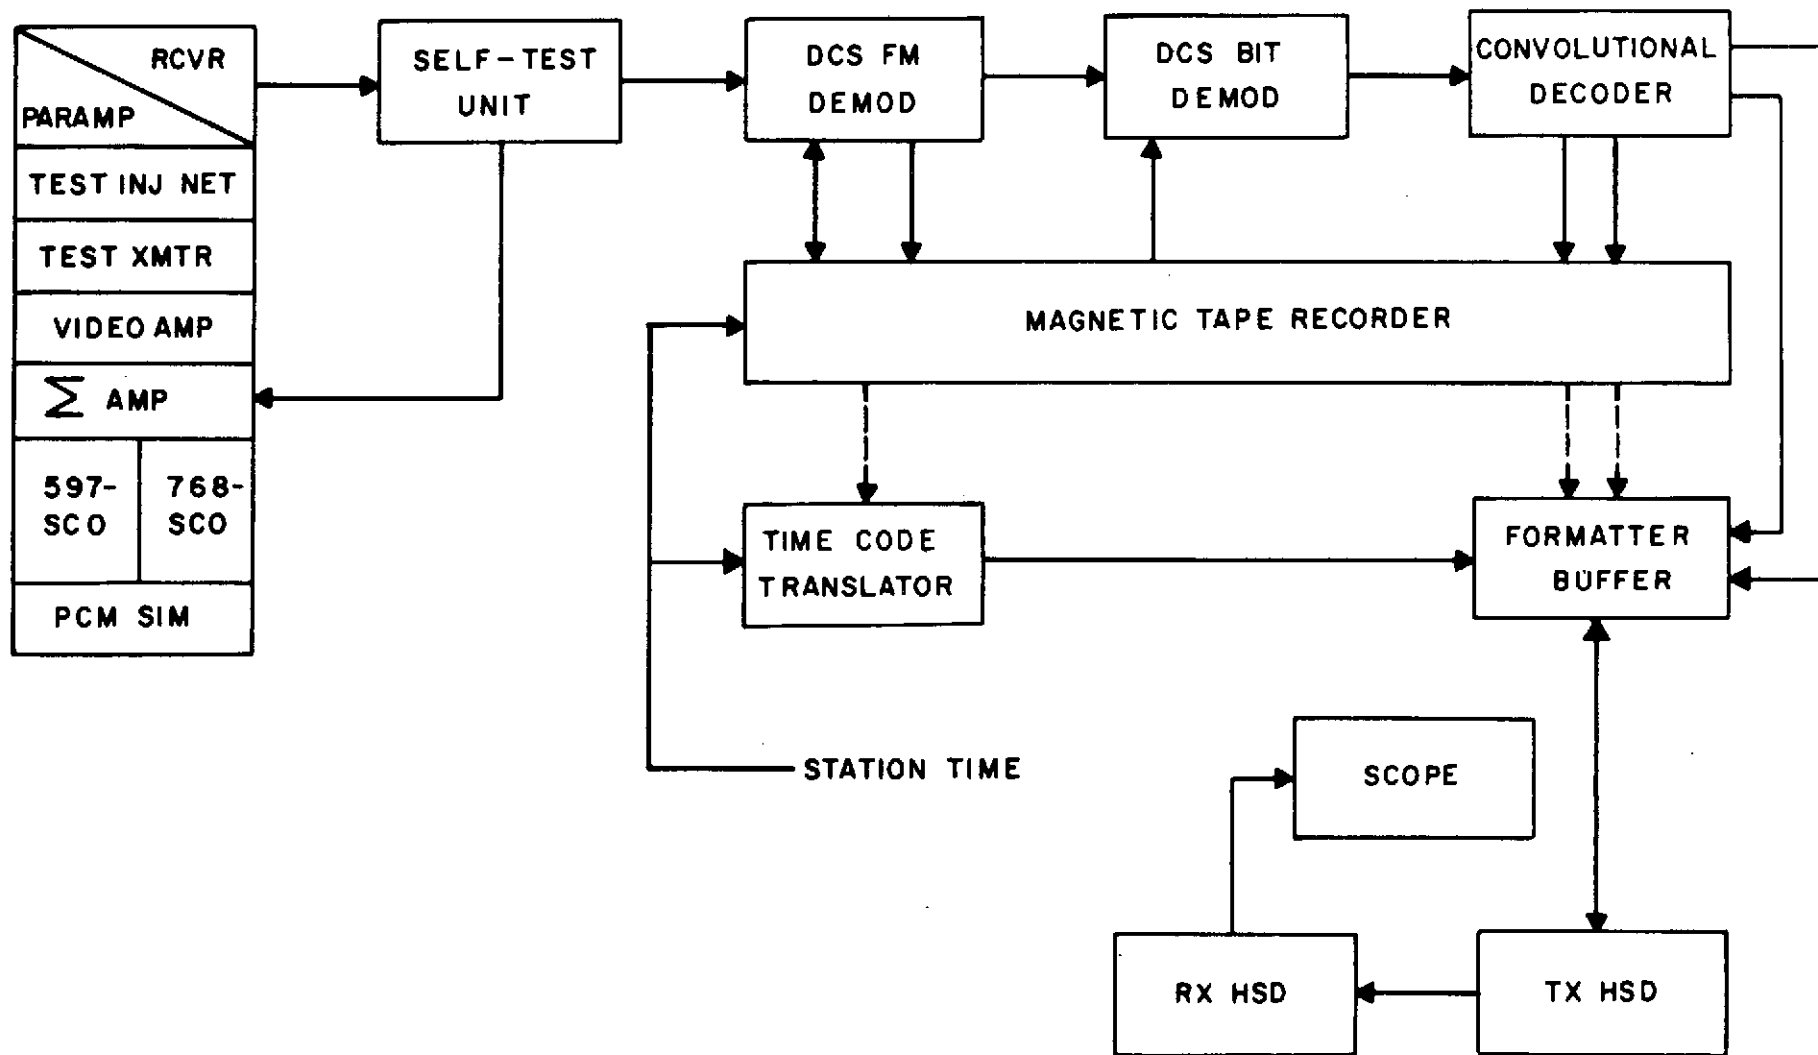 RCVR
PARAMP
TEST INJ NET
TEST XMTR
VIDEO AMP
Σ AMP
597-
SCO
768-
SCO
PCM SIM
SELF-TEST
UNIT
DCS FM
DEMOD
DCS BIT
DEMOD
CONVOLUTIONAL
DECODER
MAGNETIC TAPE RECORDER
TIME CODE
TRANSLATOR
FORMATTER
BUFFER
STATION TIME
SCOPE
RX HSD
TX HSD